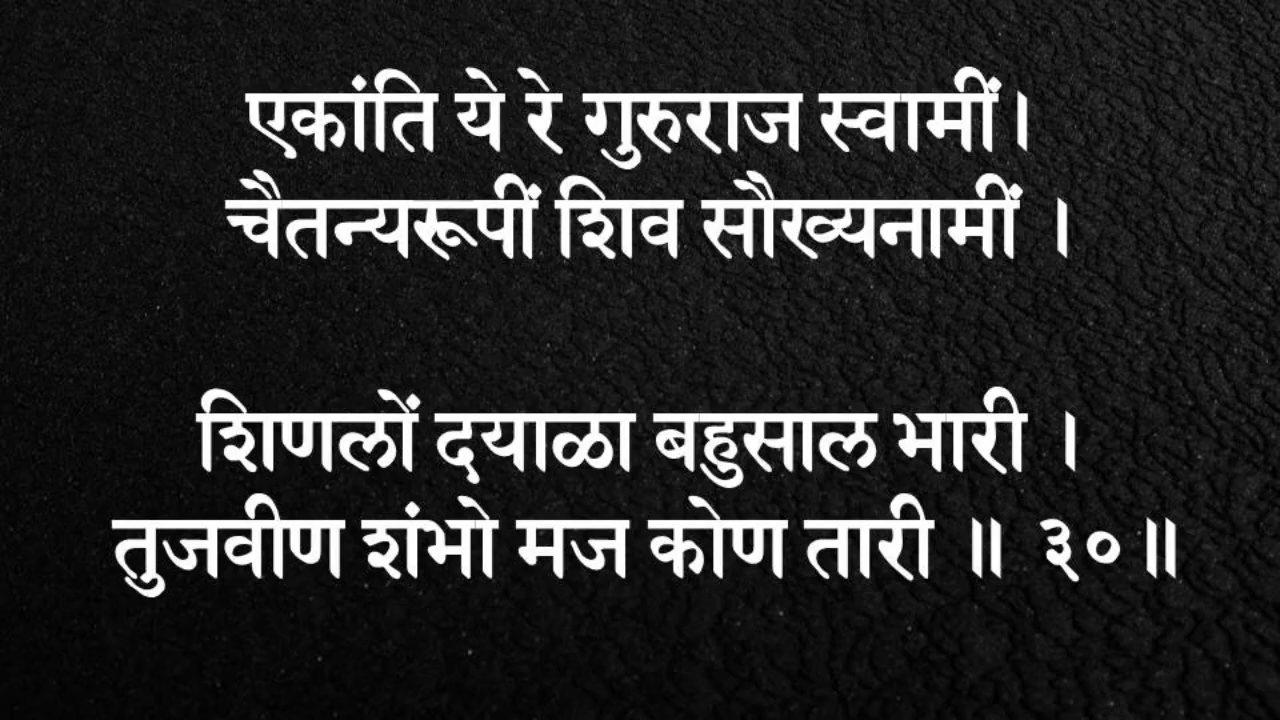 एकांति ये रे गुरुराज स्वामीं।
चैतन्यरूपीं शिव सौख्यनामीं ।
शिणलों दयाळा बहुसाल भारी ।
तुजवीण शंभो मज कोण तारी ॥ ३०॥